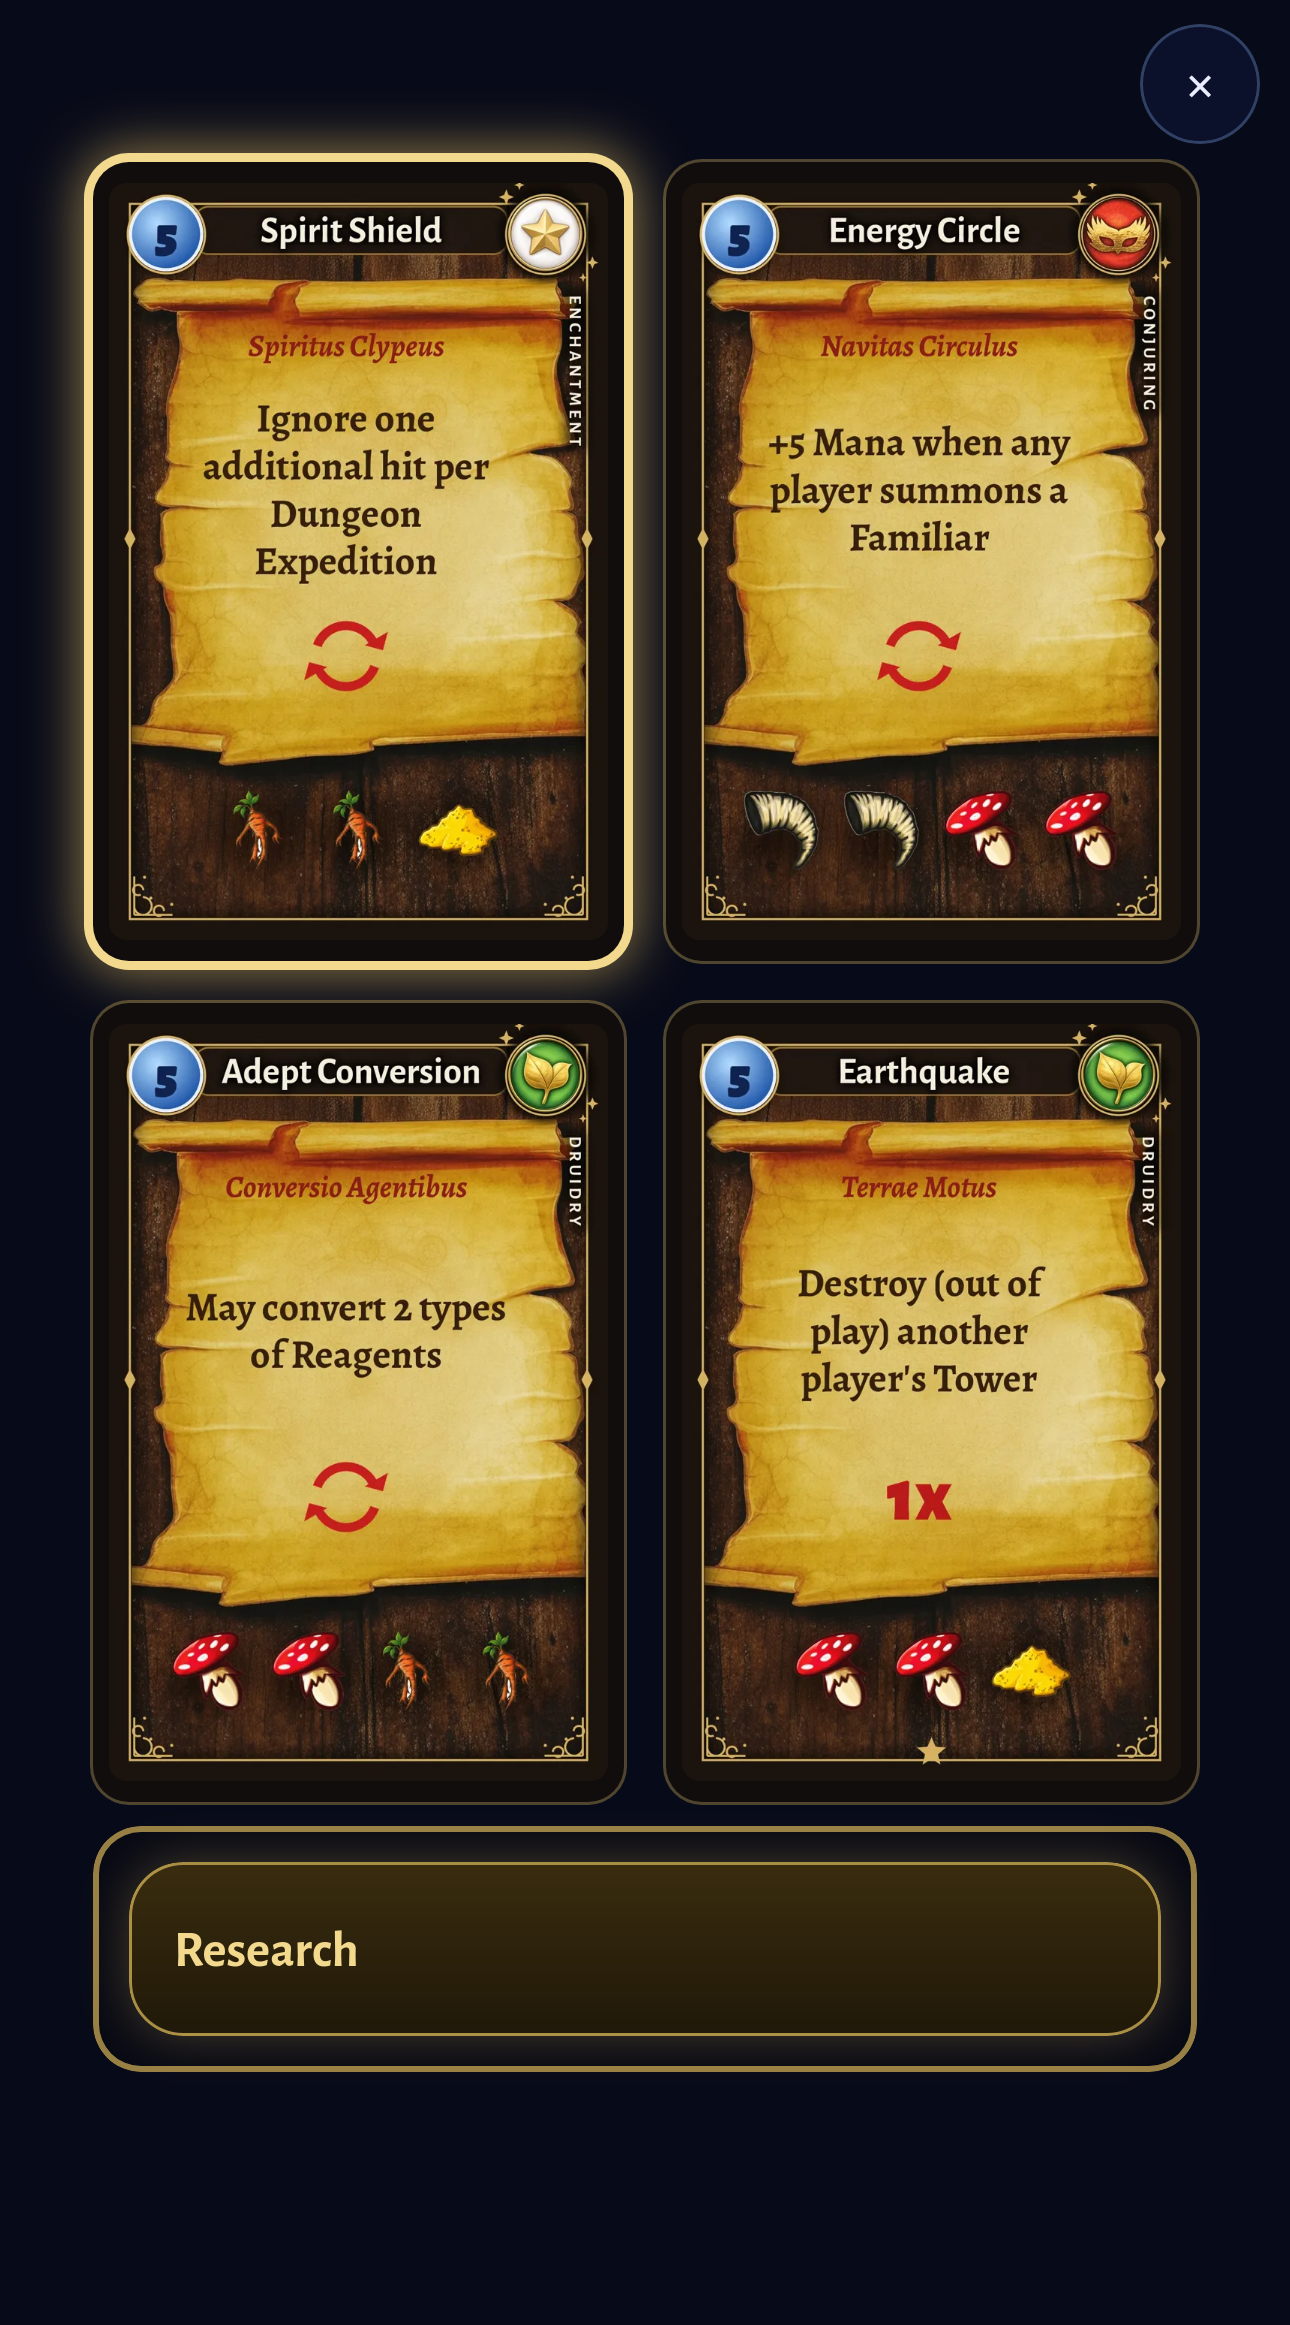 ×
5
Spirit Shield
ENCHANTMENT
Spiritus Clypeus
Ignore one
additional hit per
Dungeon
Expedition
5
Energy Circle
CONJURING
Navitas Circulus
+5 Mana when any
player summons a
Familiar
5
Adept Conversion
DRUIDRY
Conversio Agentibus
May convert 2 types
of Reagents
5
Earthquake
DRUIDRY
Terrae Motus
Destroy (out of
play) another
player's Tower
1X
Research